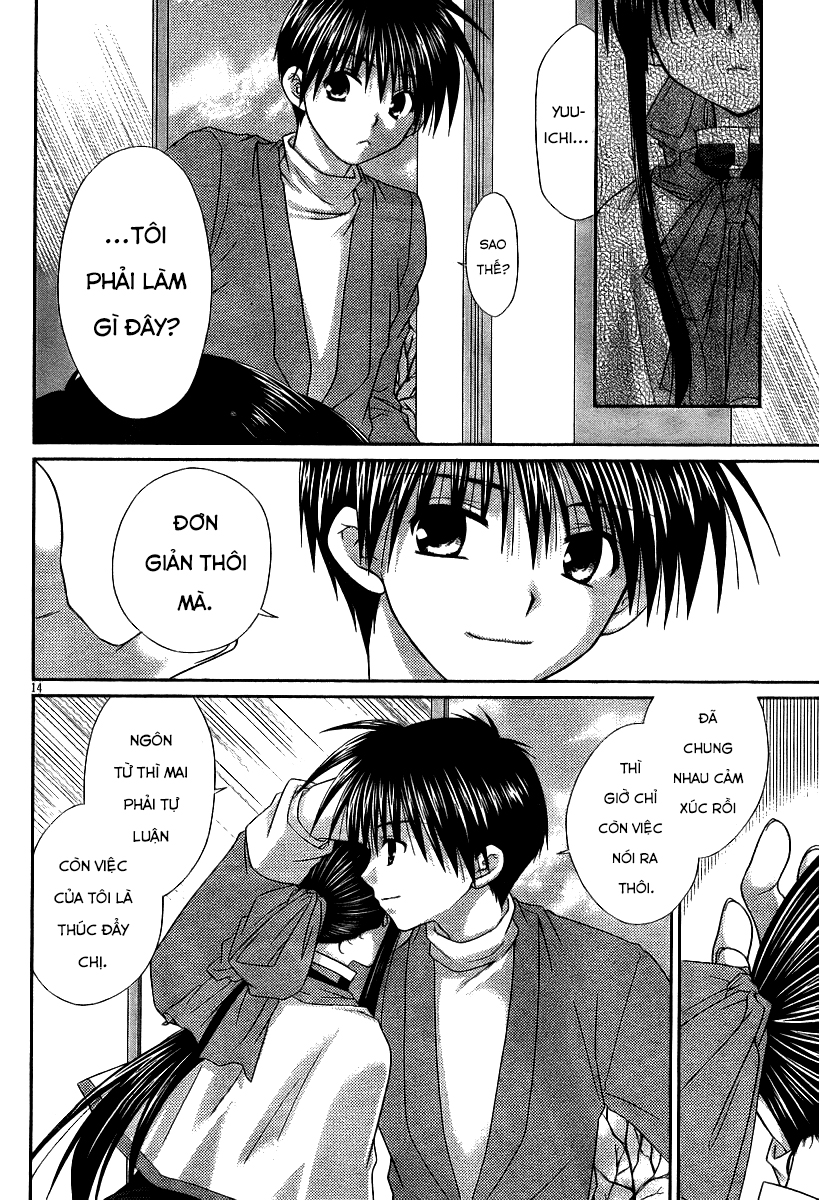 YUU-
ICHI...
SAO
THẾ?
...TÔI
PHẢI LÀM
GÌ ĐÂY?
ĐƠN
GIẢN THÔI
MÀ.
14
ĐÃ
CHUNG
NHAU CẢM
XÚC RỒI
THÌ
GIỜ CHỈ
CÒN VIỆC
NÓI RA
THÔI.
NGÔN
TỪ THÌ MAI
PHẢI TỰ
LUẬN
CÒN VIỆC
CỦA TÔI LÀ
THÚC ĐẨY
CHỊ.